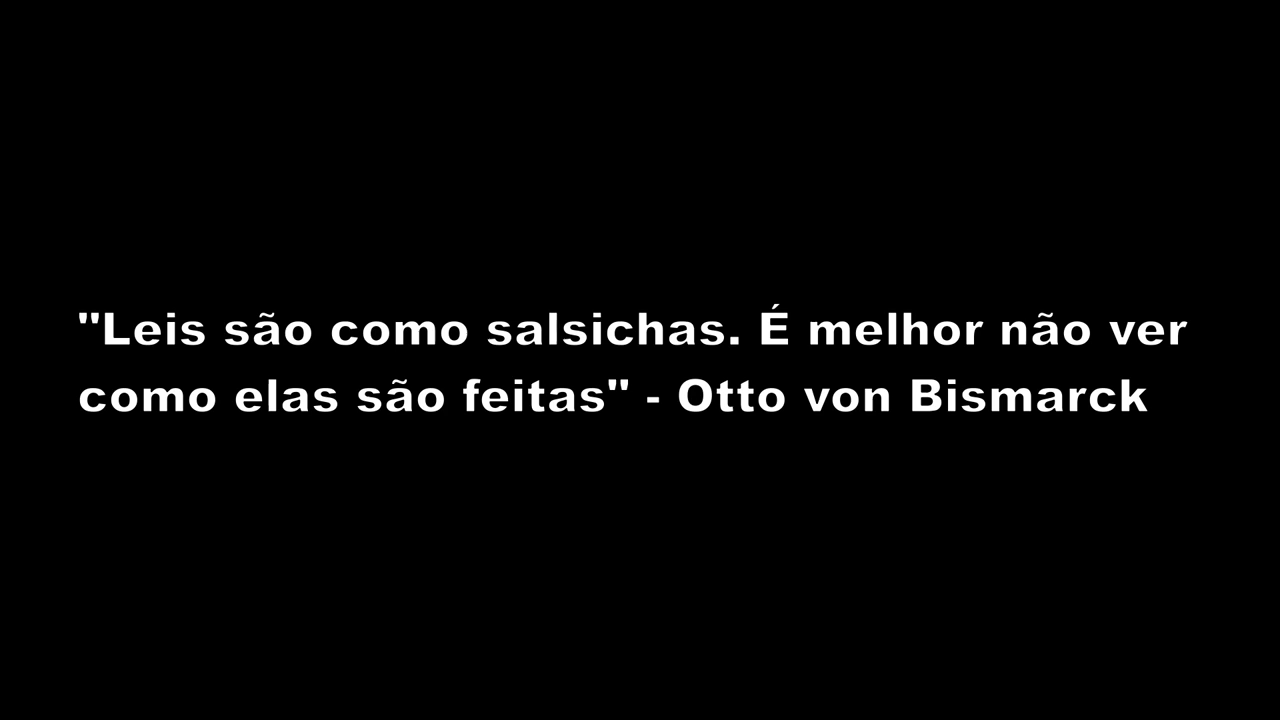 "Leis são como salsichas. É melhor não ver
como elas são feitas" - Otto von Bismarck